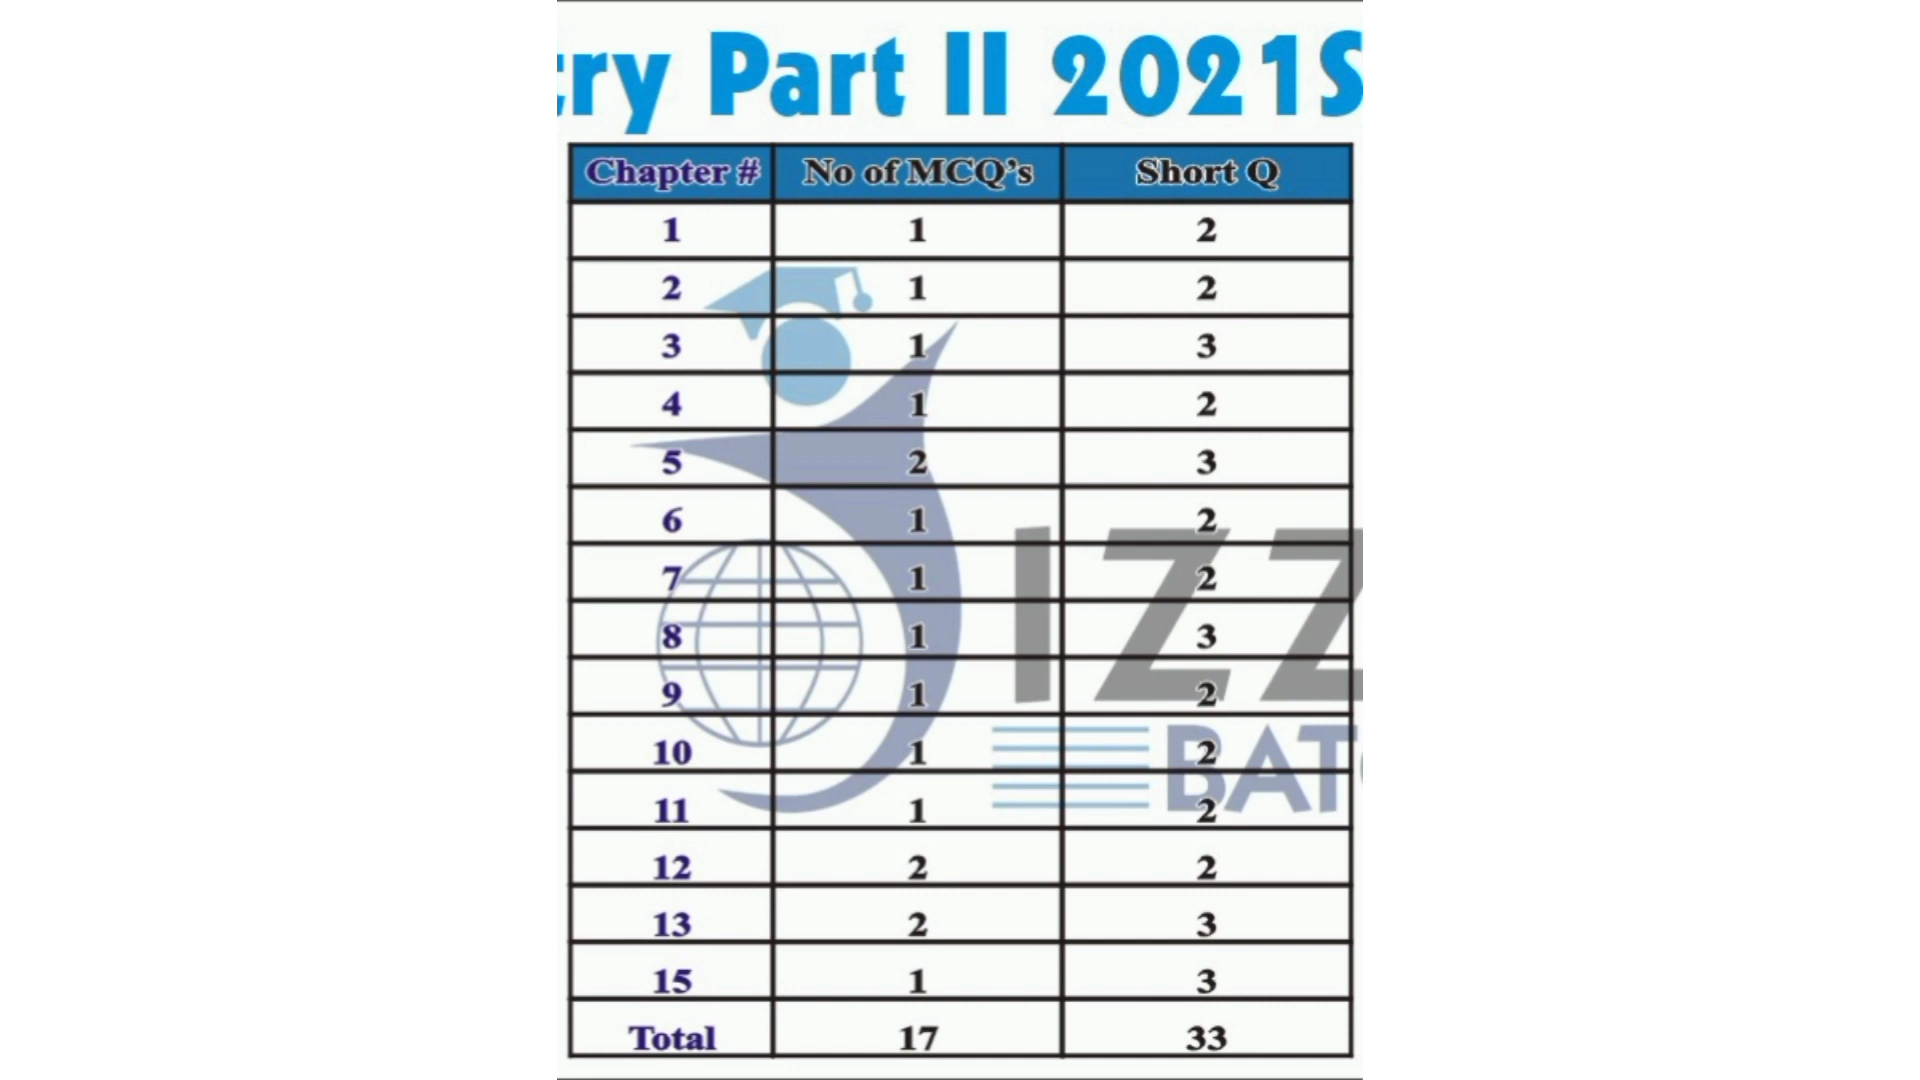 ry Part II 2021S
Chapter # No of MCQ's Short Q
1 1 2
2 1 2
3 1 3
4 1 2
5 2 3
6 1 2
7 1 2
8 1 3
9 1 2
10 1 2
11 1 2
12 2 2
13 2 3
15 1 3
Total 17 33
IZZ
BAT